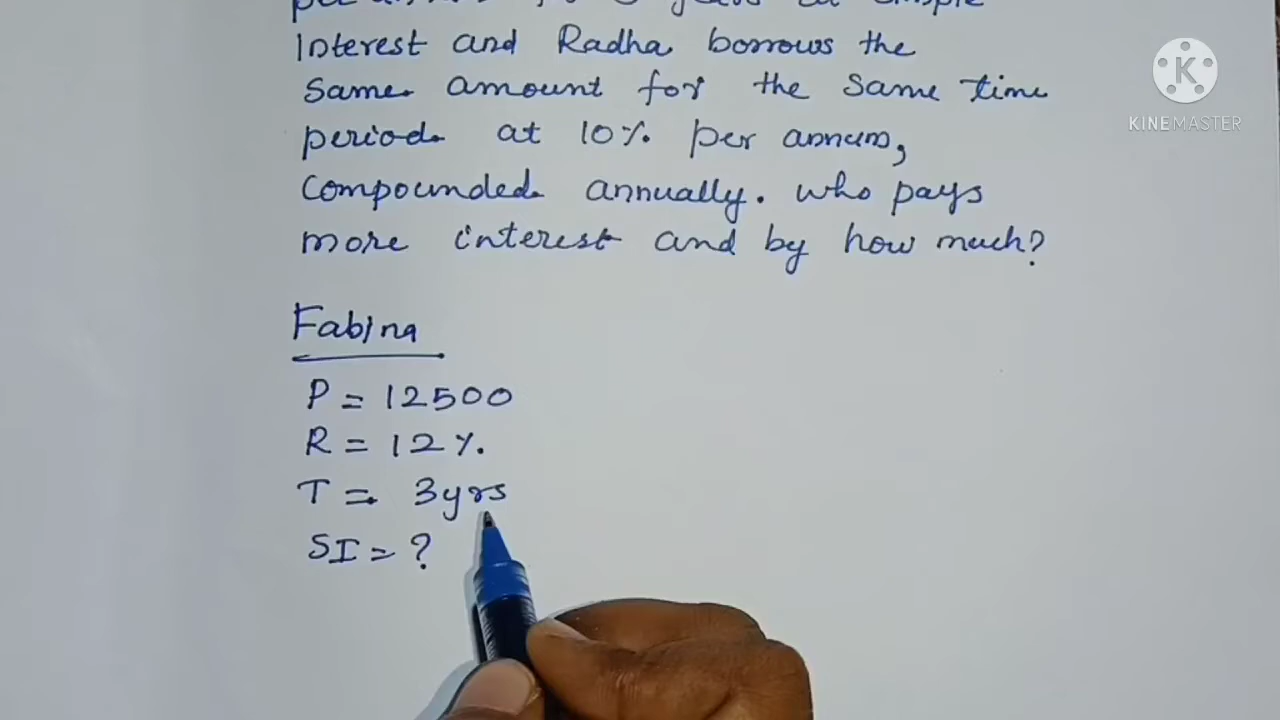 Interest and Radha borrows the
Same amount for the same time
period at 10% per annum,
Compounded annually. who pays
more interest and by how much?
K
KINEMASTER
Fabina
P = 12500
R = 12%.
T = 3yrs
SI = ?